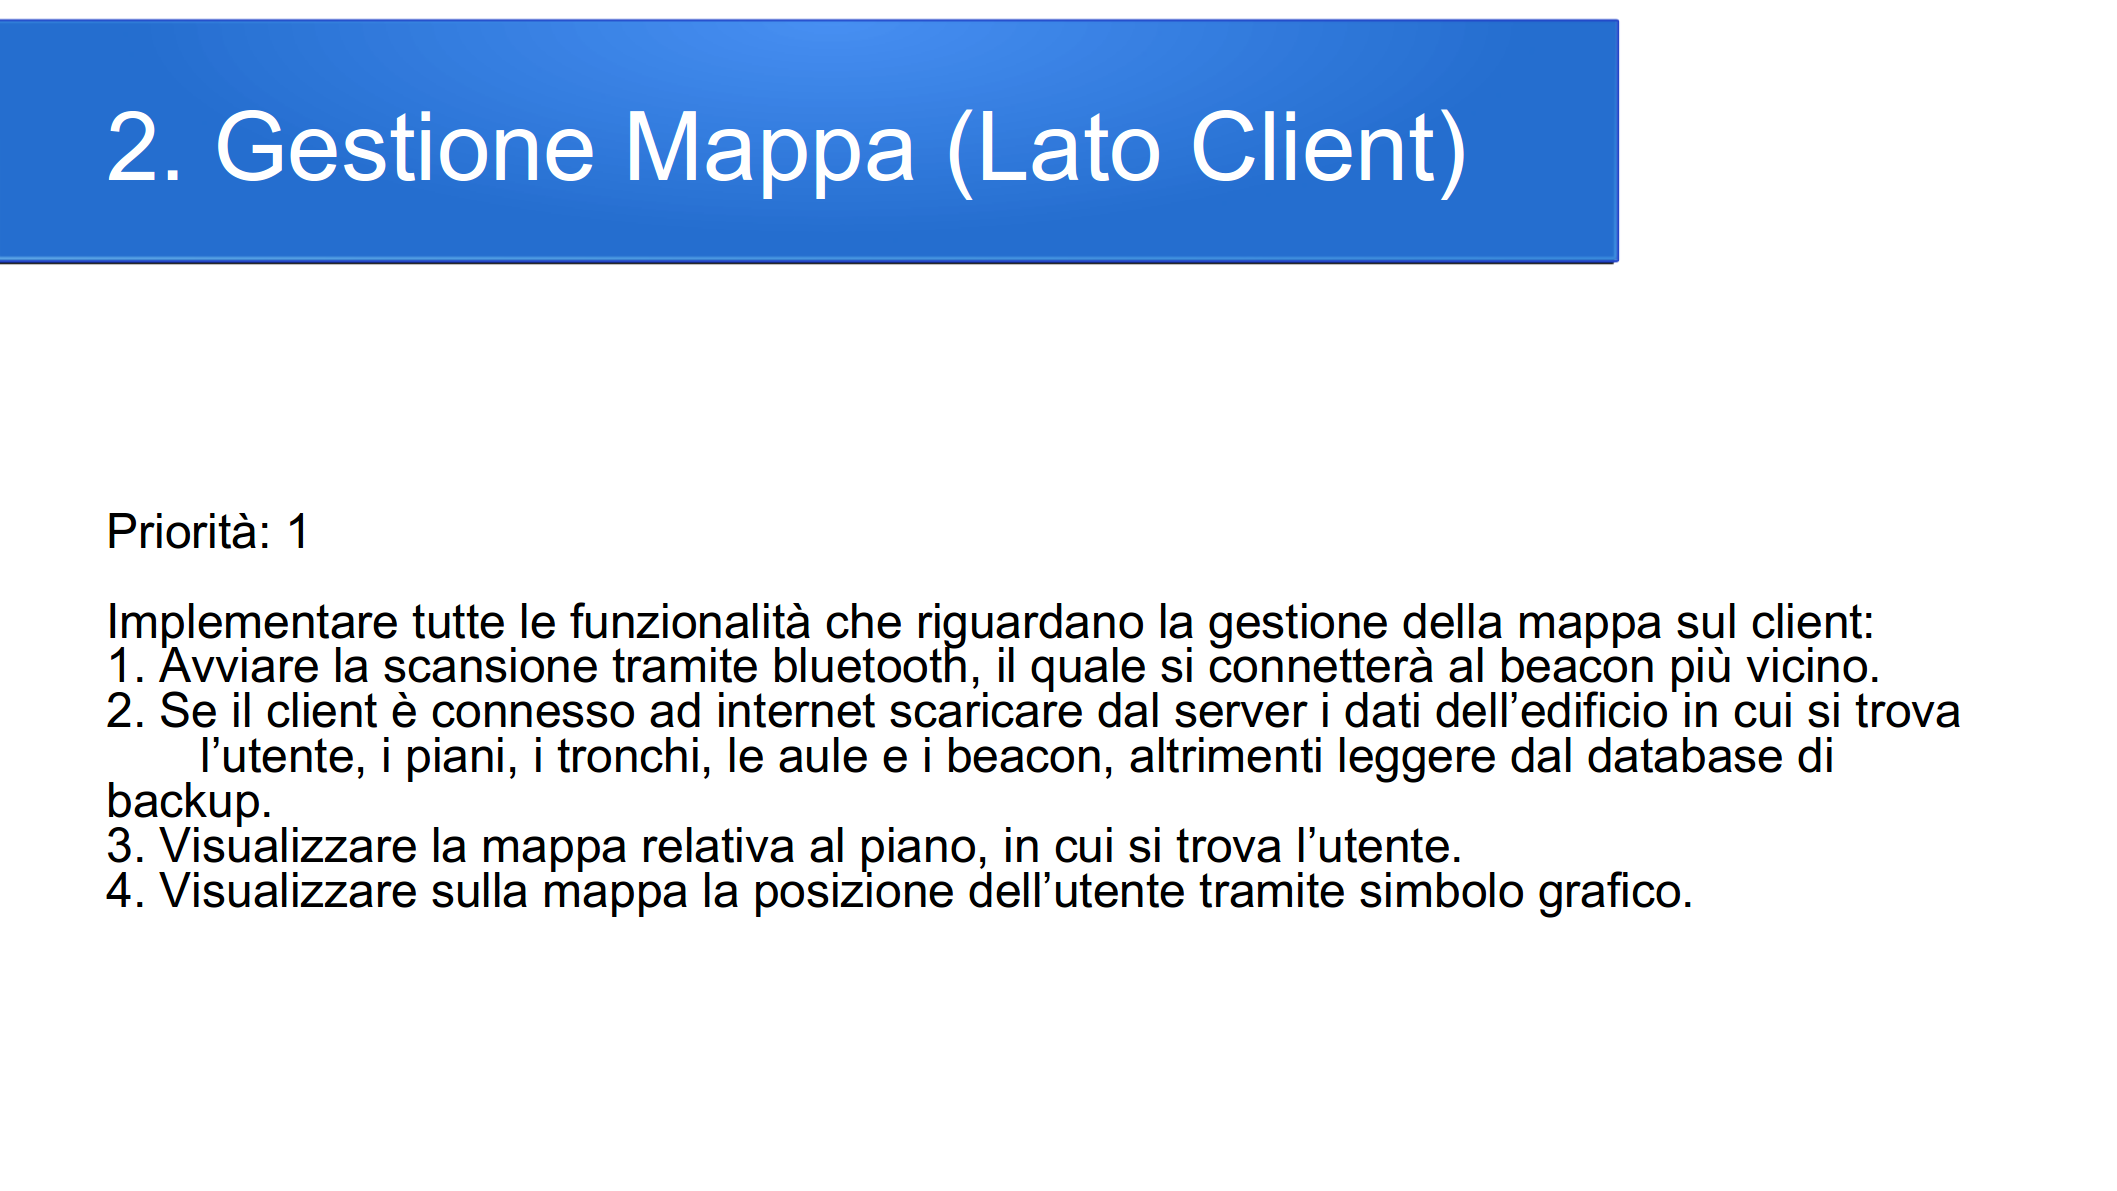 2. Gestione Mappa (Lato Client)
Priorità: 1
Implementare tutte le funzionalità che riguardano la gestione della mappa sul client:
1. Avviare la scansione tramite bluetooth, il quale si connetterà al beacon più vicino.
2. Se il client è connesso ad internet scaricare dal server i dati dell’edificio in cui si trova
l’utente, i piani, i tronchi, le aule e i beacon, altrimenti leggere dal database di
backup.
3. Visualizzare la mappa relativa al piano, in cui si trova l’utente.
4. Visualizzare sulla mappa la posizione dell’utente tramite simbolo grafico.